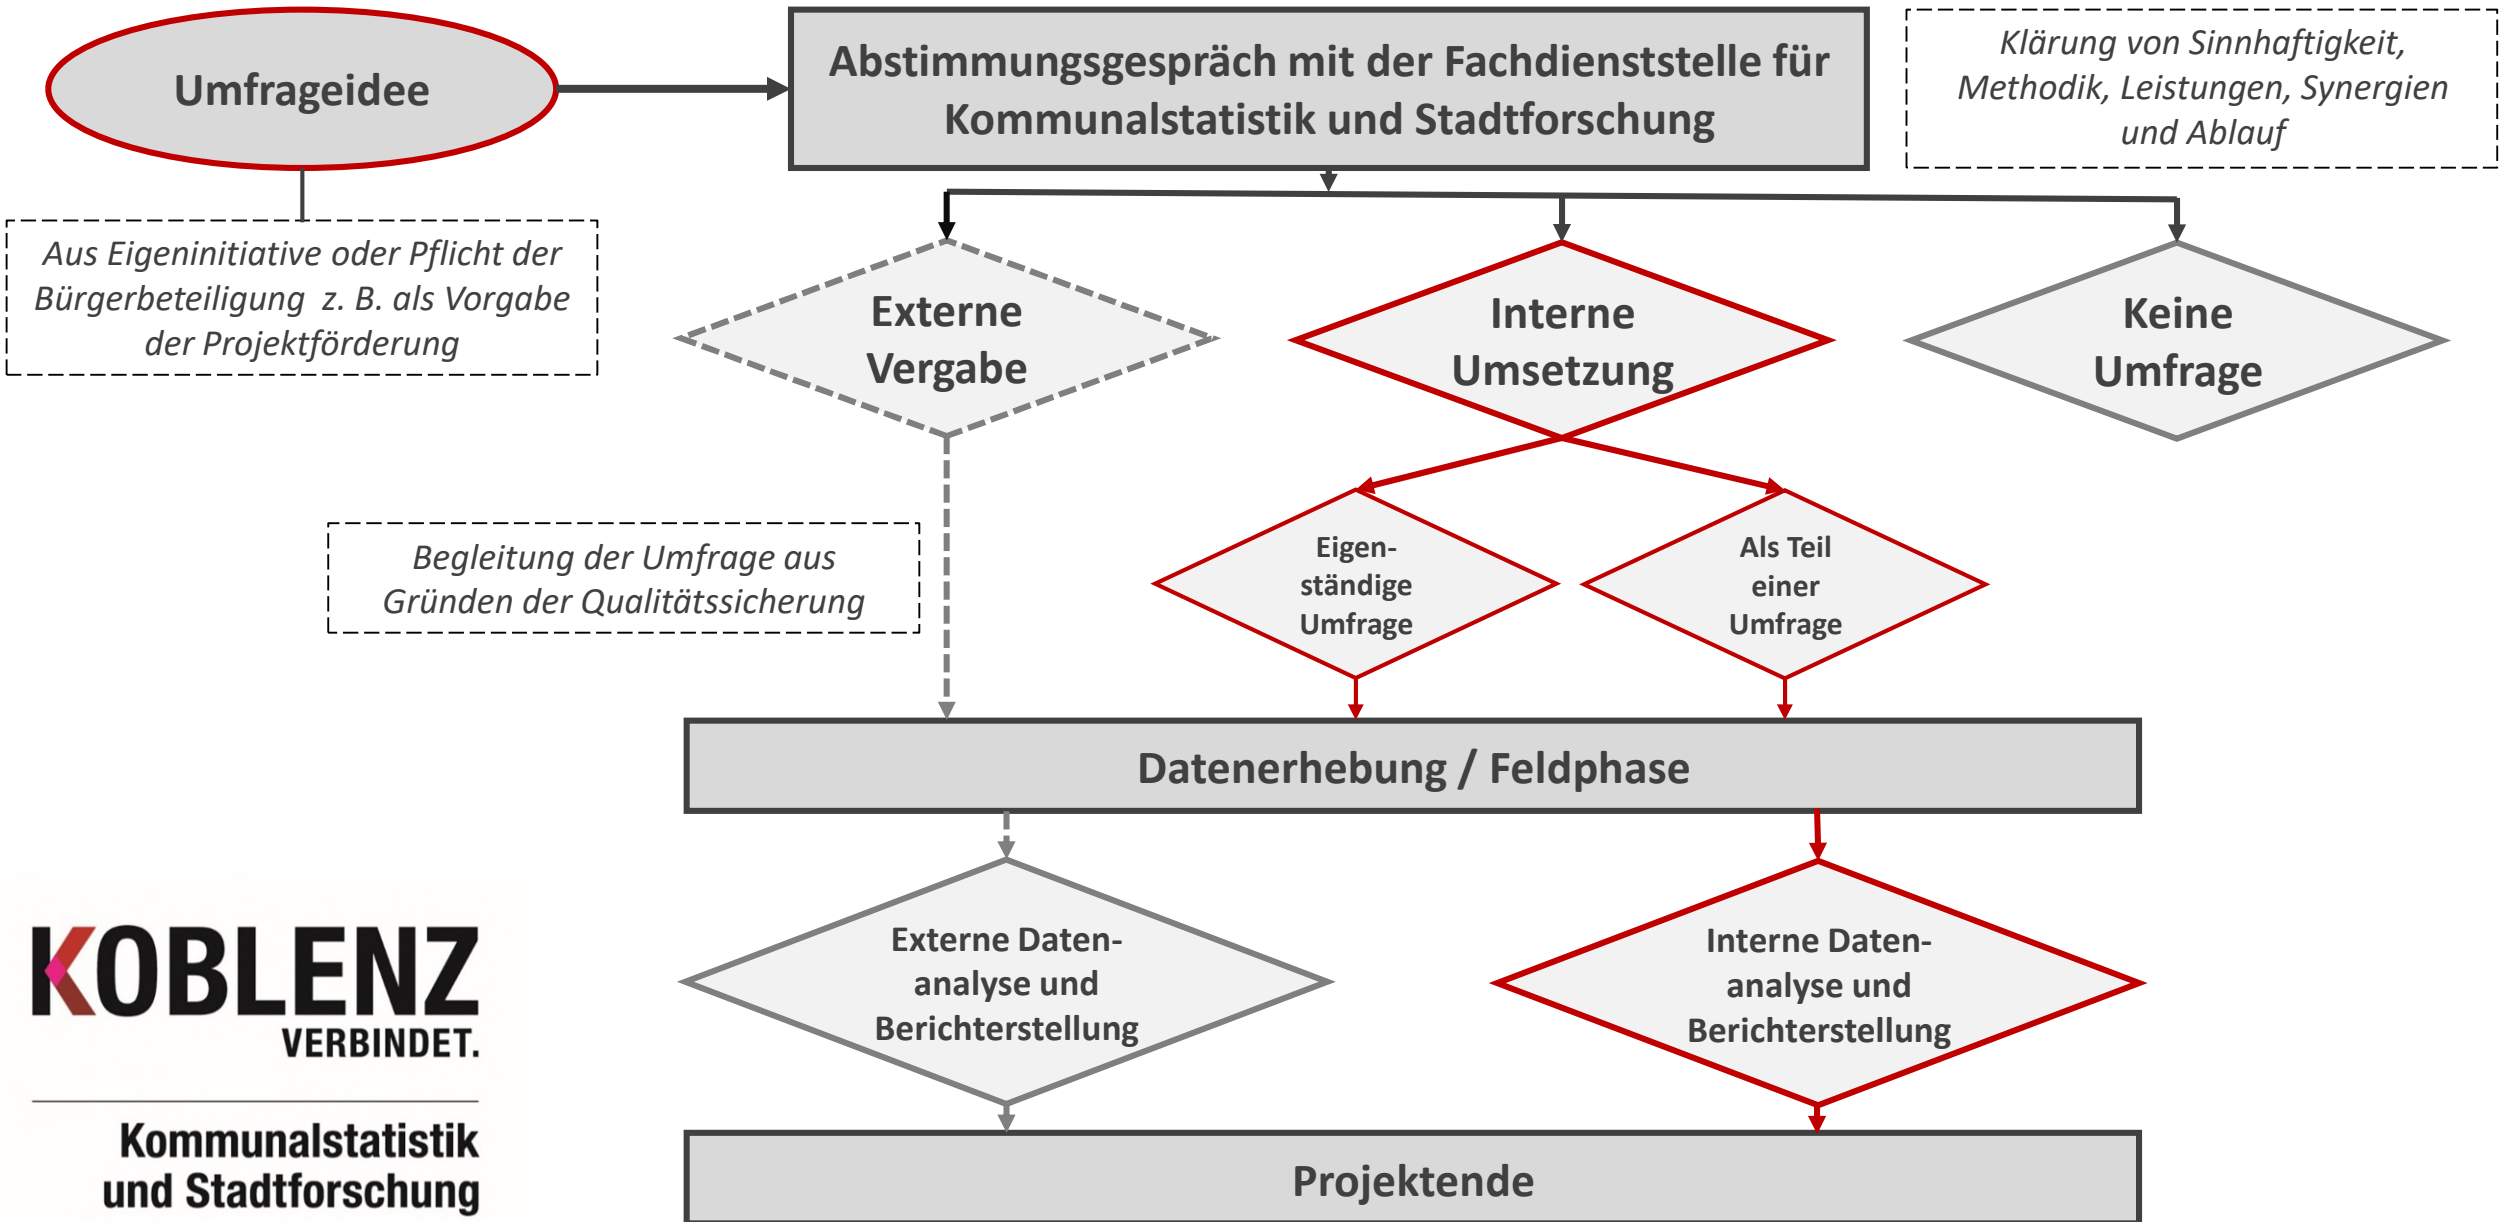 Umfrageidee
Abstimmungsgespräch mit der Fachdienststelle für
Kommunalstatistik und Stadtforschung
Klärung von Sinnhaftigkeit,
Methodik, Leistungen, Synergien
und Ablauf
Aus Eigeninitiative oder Pflicht der
Bürgerbeteiligung z. B. als Vorgabe
der Projektförderung
Externe
Vergabe
Interne
Umsetzung
Keine
Umfrage
Begleitung der Umfrage aus
Gründen der Qualitätssicherung
Eigen-
ständige
Umfrage
Als Teil
einer
Umfrage
Datenerhebung / Feldphase
Externe Daten-
analyse und
Berichterstellung
Interne Daten-
analyse und
Berichterstellung
Projektende
KOBLENZ
VERBINDET.
Kommunalstatistik
und Stadtforschung